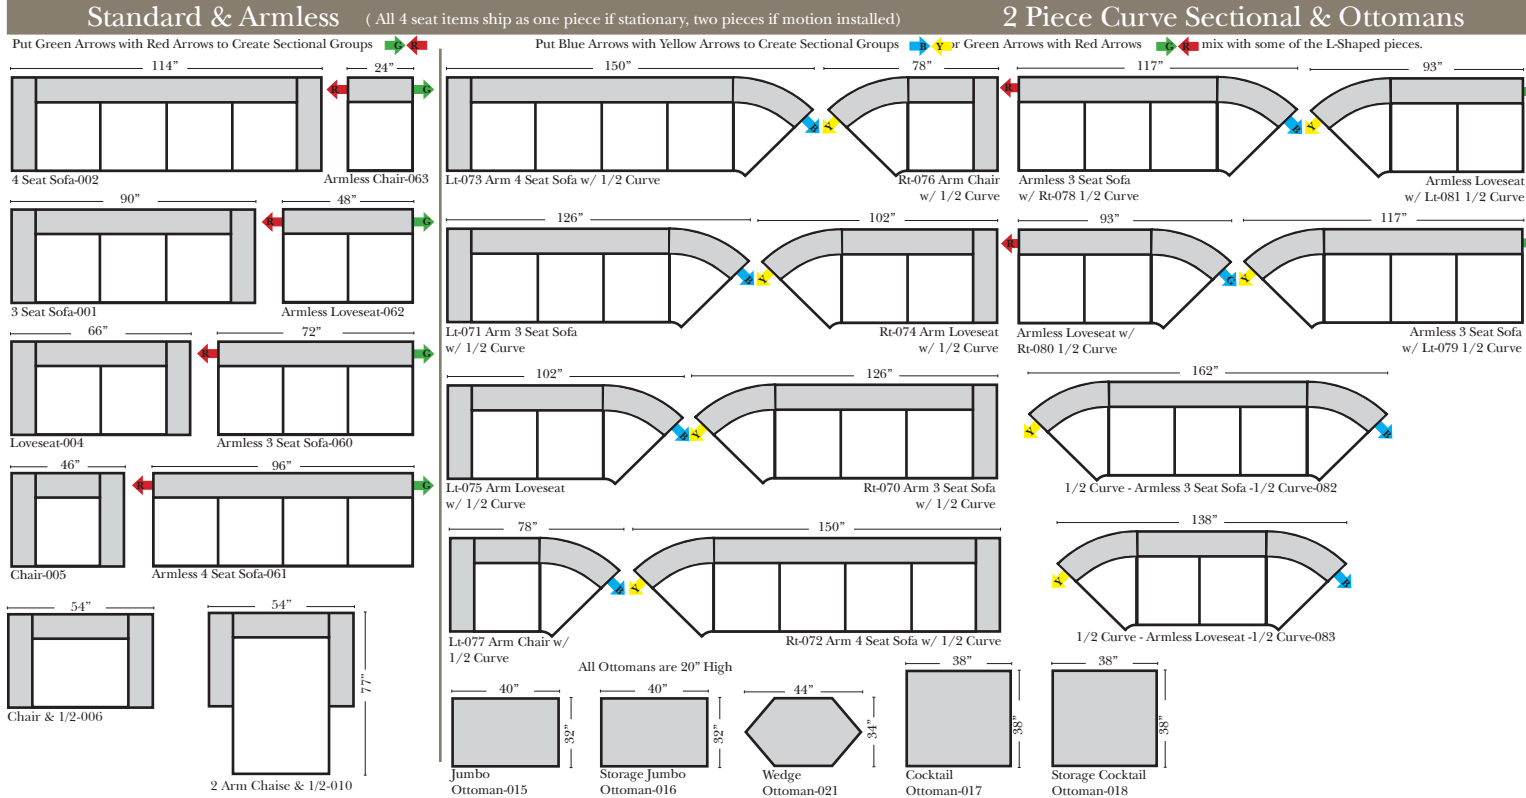 Standard & Armless
( All 4 seat items ship as one piece if stationary, two pieces if motion installed)
2 Piece Curve Sectional & Ottomans
Put Green Arrows with Red Arrows to Create Sectional Groups G R
Put Blue Arrows with Yellow Arrows to Create Sectional Groups B Y or Green Arrows with Red Arrows G R mix with some of the L-Shaped pieces.
114”
24”
R G
4 Seat Sofa-002
Armless Chair-063
90”
48”
R G
3 Seat Sofa-001
Armless Loveseat-062
66”
72”
R G
Loveseat-004
Armless 3 Seat Sofa-060
46”
96”
R G
Chair-005
Armless 4 Seat Sofa-061
54”
Chair & 1/2-006
54”
77”
2 Arm Chaise & 1/2-010
150”
78”
B Y
Lt-073 Arm 4 Seat Sofa w/ 1/2 Curve
Rt-076 Arm Chair
w/ 1/2 Curve
126”
102”
B Y
Lt-071 Arm 3 Seat Sofa
w/ 1/2 Curve
Rt-074 Arm Loveseat
w/ 1/2 Curve
102”
126”
B Y
Lt-075 Arm Loveseat
w/ 1/2 Curve
Rt-070 Arm 3 Seat Sofa
w/ 1/2 Curve
78”
150”
B Y
Lt-077 Arm Chair w/
1/2 Curve
Rt-072 Arm 4 Seat Sofa w/ 1/2 Curve
117”
93”
R B Y
Armless 3 Seat Sofa
w/ Rt-078 1/2 Curve
Armless Loveseat
w/ Lt-081 1/2 Curve
93”
117”
R G Y
Armless Loveseat w/
Rt-080 1/2 Curve
Armless 3 Seat Sofa
w/ Lt-079 1/2 Curve
162”
Y B
1/2 Curve - Armless 3 Seat Sofa -1/2 Curve-082
138”
Y B
1/2 Curve - Armless Loveseat -1/2 Curve-083
All Ottomans are 20” High
40”
32”
Jumbo
Ottoman-015
40”
32”
Storage Jumbo
Ottoman-016
44”
34”
Wedge
Ottoman-021
38”
38”
Cocktail
Ottoman-017
38”
38”
Storage Cocktail
Ottoman-018